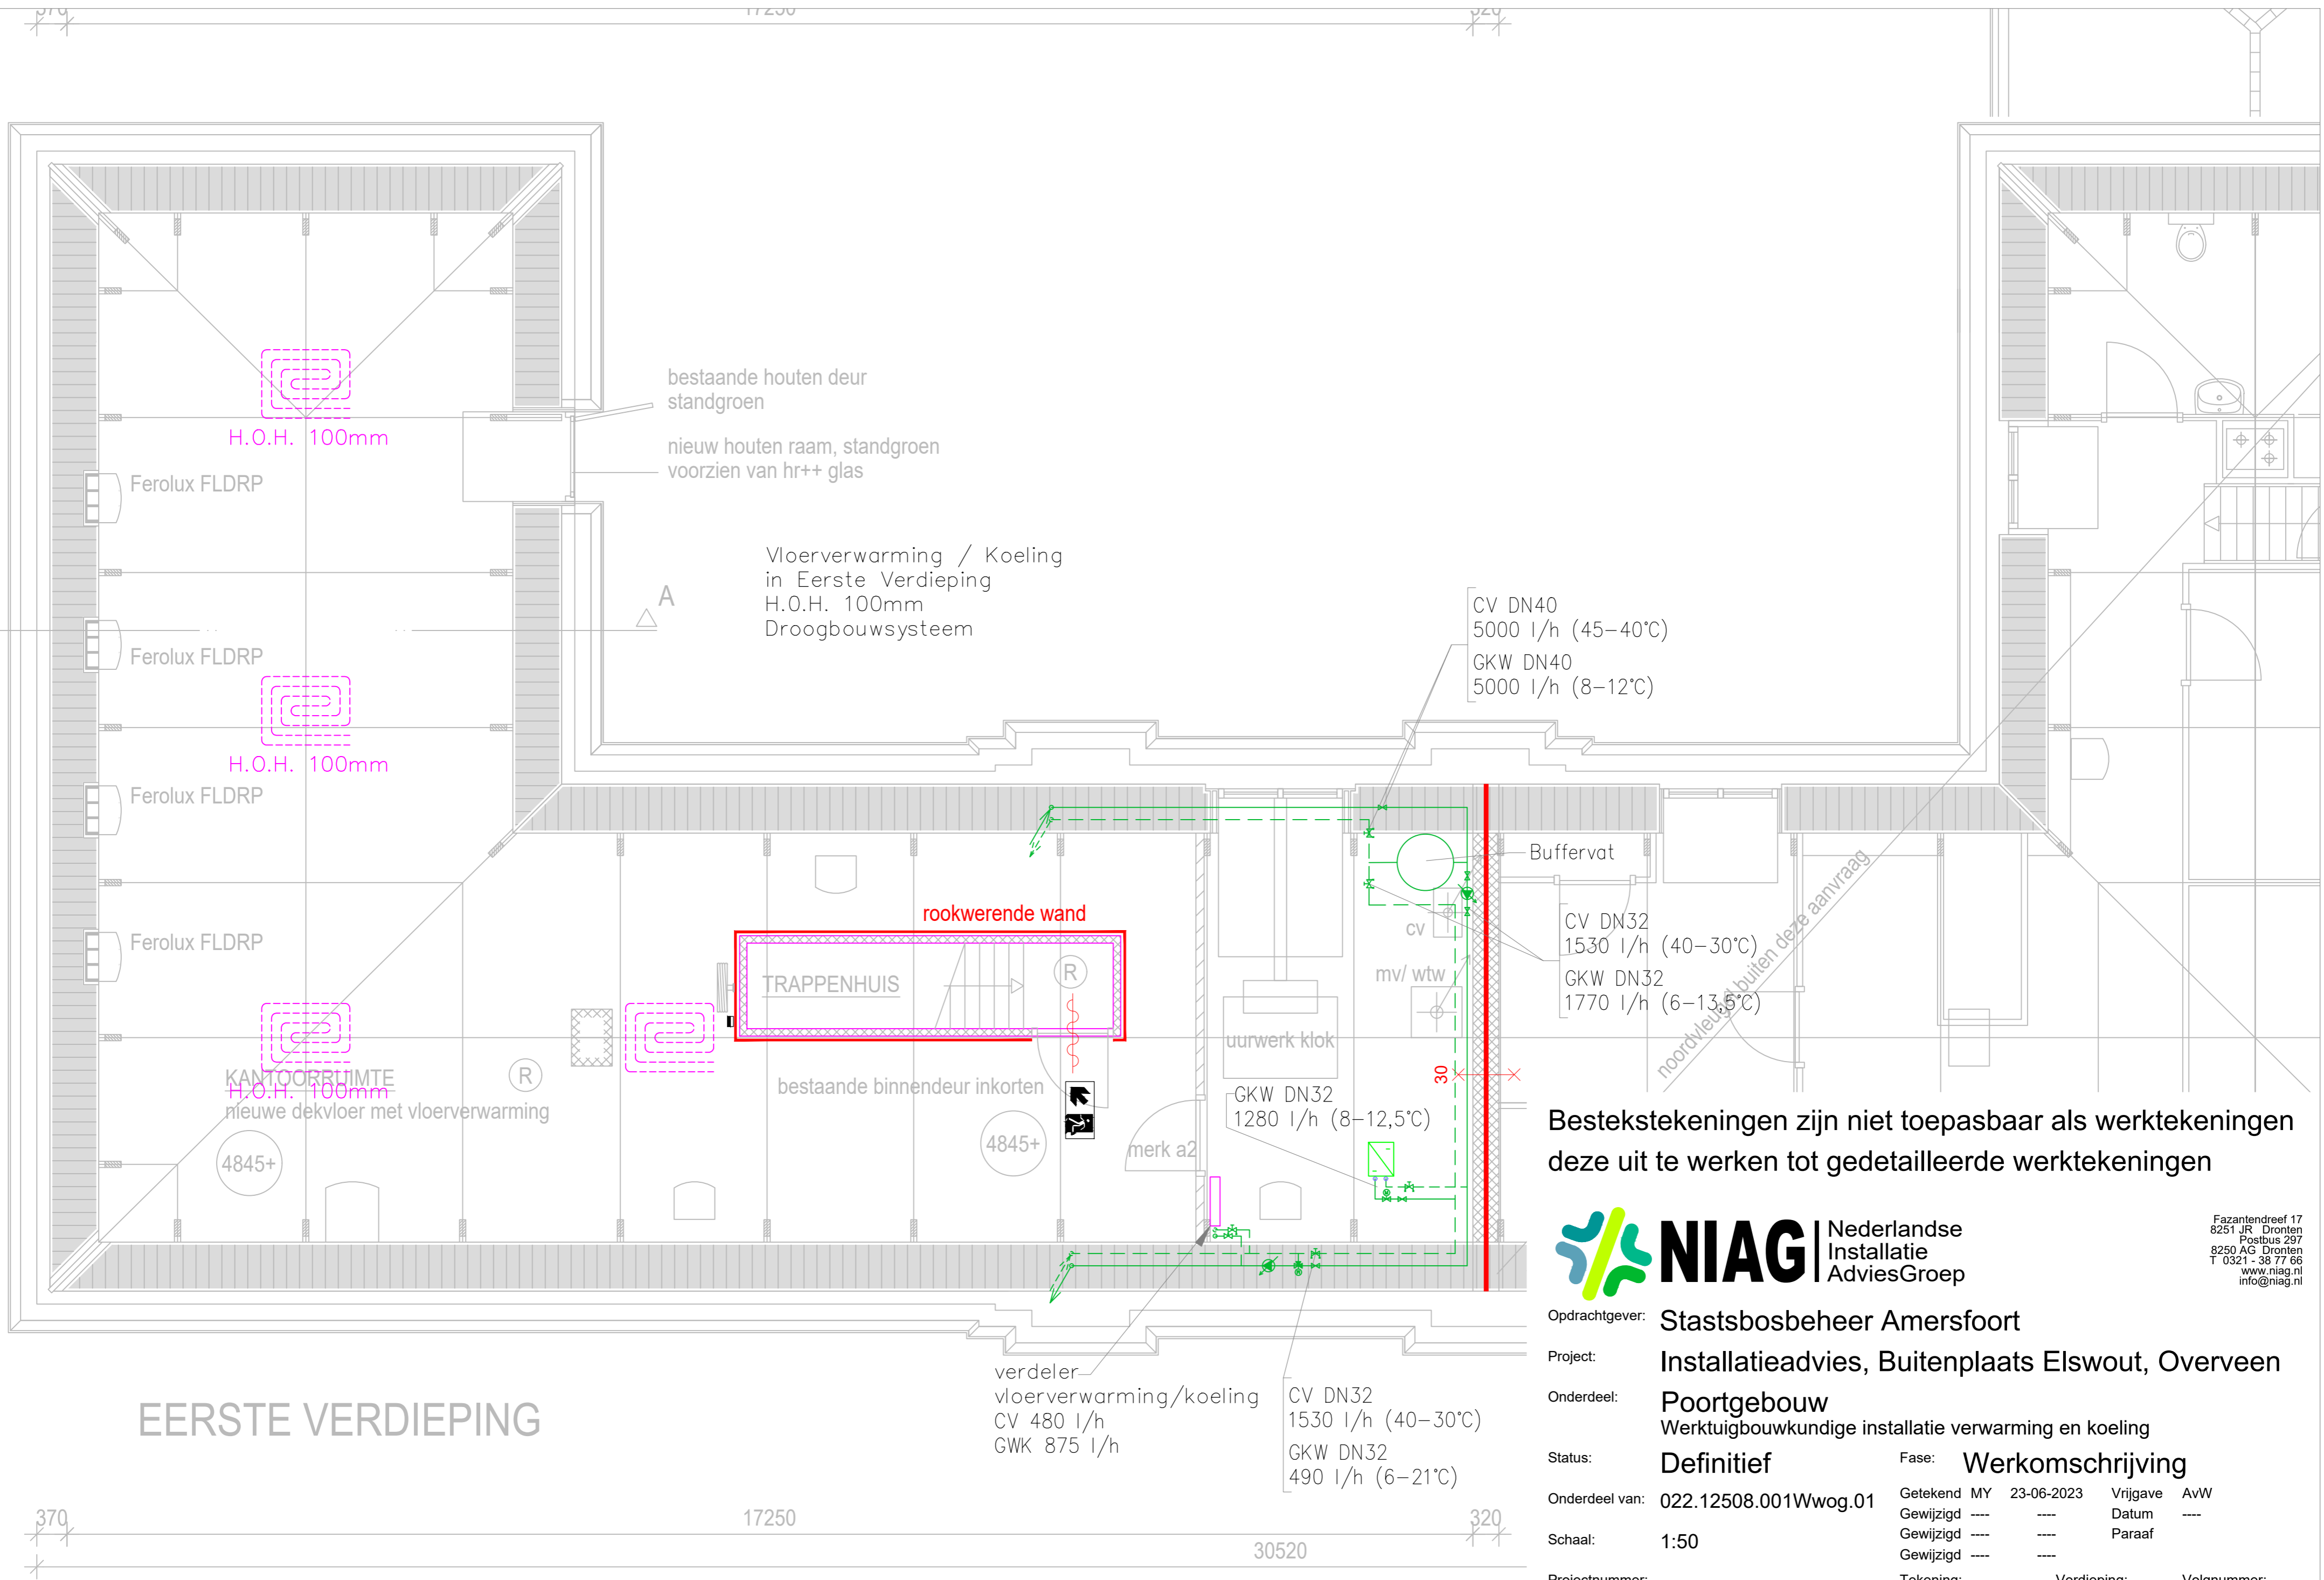 370
17250
320
bestaande houten deur
standgroen
nieuw houten raam, standgroen
voorzien van hr++ glas
H.O.H. 100mm
Ferolux FLDRP
Vloerverwarming / Koeling
in Eerste Verdieping
H.O.H. 100mm
Droogbouwsysteem
A
CV DN40
5000 l/h (45-40°C)
GKW DN40
5000 l/h (8-12°C)
Ferolux FLDRP
H.O.H. 100mm
Ferolux FLDRP
Buffervat
rookwerende wand
cv
CV DN32
1530 l/h (40-30°C)
GKW DN32
1770 l/h (6-13,5°C)
noordvleugel buiten deze aanvraag
Ferolux FLDRP
TRAPPENHUIS
R
mv/ wtw
uurwerk klok
30
KANTOORRUIMTE
H.O.H. 100mm
nieuwe dekvloer met vloerverwarming
R
bestaande binnendeur inkorten
GKW DN32
1280 l/h (8-12,5°C)
4845+
4845+
merk a2
Bestekstekeningen zijn niet toepasbaar als werktekeningen
deze uit te werken tot gedetailleerde werktekeningen
NIAG
Nederlandse
Installatie
AdviesGroep
Fazantendreef 17
8251 JR Dronten
Postbus 297
8250 AG Dronten
T 0321 - 38 77 66
www.niag.nl
info@niag.nl
Opdrachtgever: Stastsbosbeheer Amersfoort
Project: Installatieadvies, Buitenplaats Elswout, Overveen
Onderdeel: Poortgebouw
Werktuigbouwkundige installatie verwarming en koeling
Status: Definitief Fase: Werkomschrijving
Onderdeel van: 022.12508.001Wwog.01
Getekend MY 23-06-2023 Vrijgave AvW
Gewijzigd ---- ---- Datum ----
Gewijzigd ---- ---- Paraaf
Gewijzigd ---- ----
Schaal: 1:50
Projectnummer: Tekening: Verdieping: Volgnummer:
verdeler
vloerverwarming/koeling
CV 480 l/h
GWK 875 l/h
CV DN32
1530 l/h (40-30°C)
GKW DN32
490 l/h (6-21°C)
EERSTE VERDIEPING
370
17250
320
30520